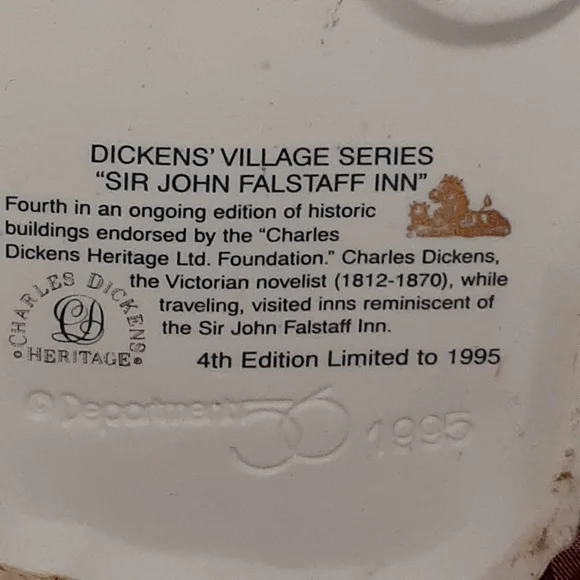 DICKENS' VILLAGE SERIES
"SIR JOHN FALSTAFF INN"
Fourth in an ongoing edition of historic
buildings endorsed by the "Charles
Dickens Heritage Ltd. Foundation." Charles Dickens,
the Victorian novelist (1812-1870), while
traveling, visited inns reminiscent of
the Sir John Falstaff Inn.
CHARLES DICKENS
CD
HERITAGE
4th Edition Limited to 1995
© Department 56 1995